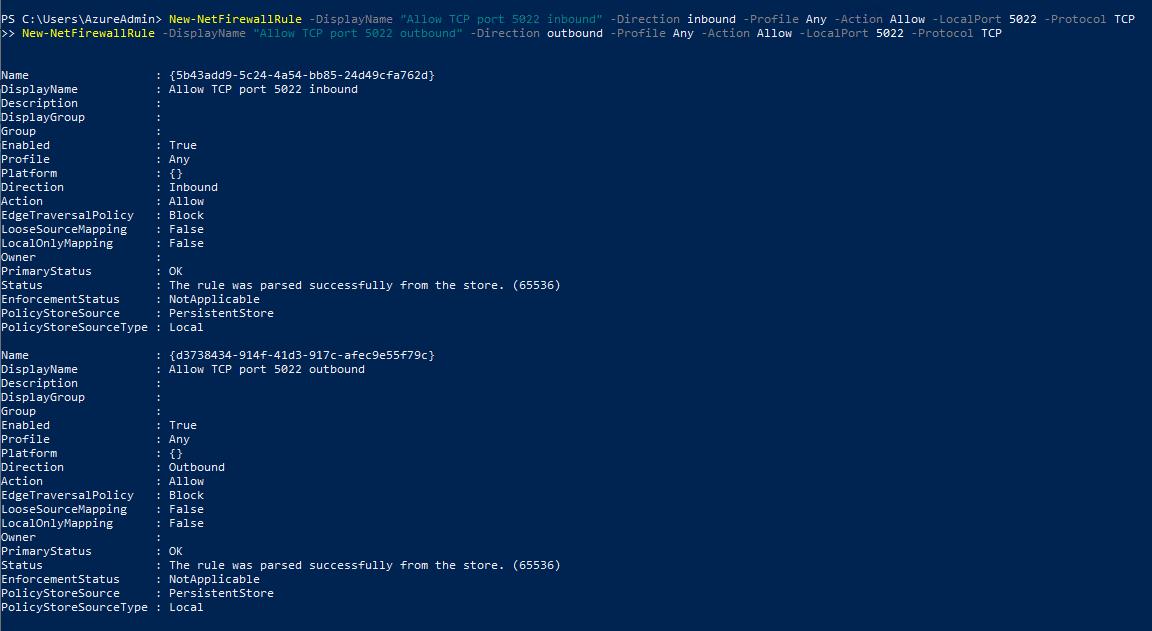 PS C:\Users\AzureAdmin> New-NetFirewallRule -DisplayName "Allow TCP port 5022 inbound" -Direction inbound -Profile Any -Action Allow -LocalPort 5022 -Protocol TCP
>> New-NetFirewallRule -DisplayName "Allow TCP port 5022 outbound" -Direction outbound -Profile Any -Action Allow -LocalPort 5022 -Protocol TCP
Name                  : {5b43add9-5c24-4a54-bb85-24d49cfa762d}
DisplayName           : Allow TCP port 5022 inbound
Description           :
DisplayGroup          :
Group                 :
Enabled               : True
Profile               : Any
Platform              : {}
Direction             : Inbound
Action                : Allow
EdgeTraversalPolicy   : Block
LooseSourceMapping    : False
LocalOnlyMapping      : False
Owner                 :
PrimaryStatus         : OK
Status                : The rule was parsed successfully from the store. (65536)
EnforcementStatus     : NotApplicable
PolicyStoreSource     : PersistentStore
PolicyStoreSourceType : Local
Name                  : {d3738434-914f-41d3-917c-afec9e55f79c}
DisplayName           : Allow TCP port 5022 outbound
Description           :
DisplayGroup          :
Group                 :
Enabled               : True
Profile               : Any
Platform              : {}
Direction             : Outbound
Action                : Allow
EdgeTraversalPolicy   : Block
LooseSourceMapping    : False
LocalOnlyMapping      : False
Owner                 :
PrimaryStatus         : OK
Status                : The rule was parsed successfully from the store. (65536)
EnforcementStatus     : NotApplicable
PolicyStoreSource     : PersistentStore
PolicyStoreSourceType : Local